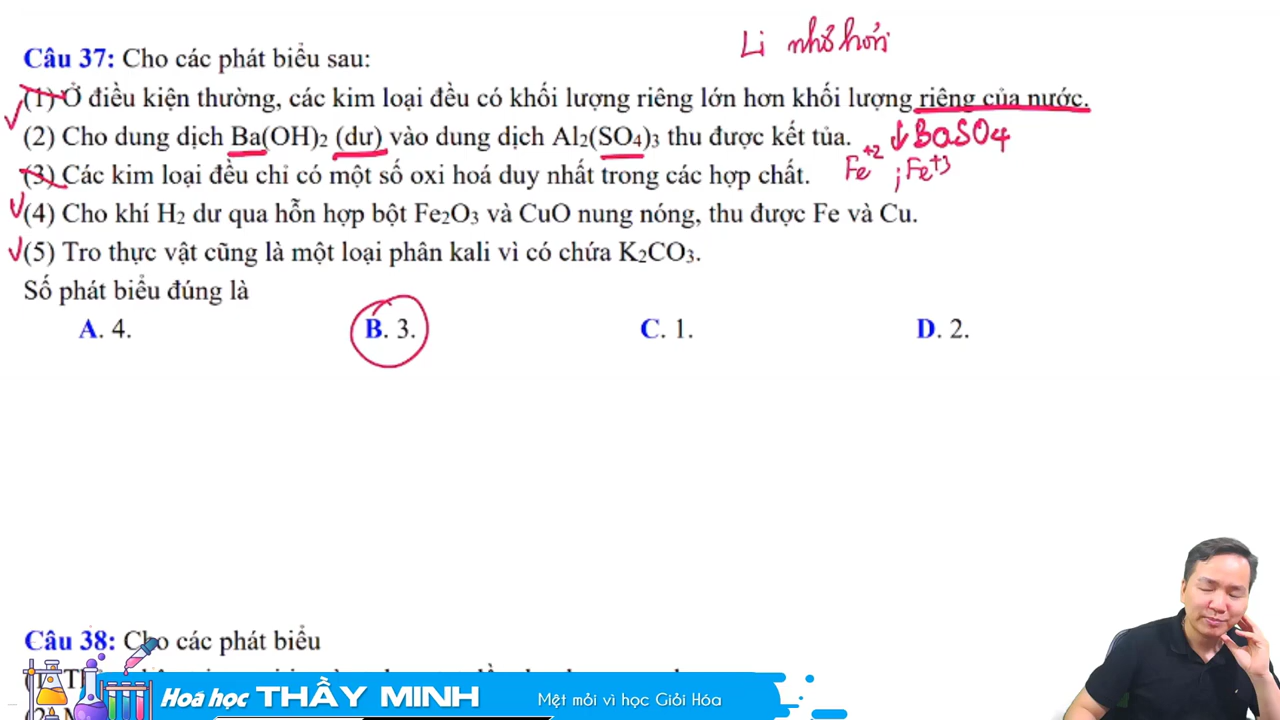 Li nhỏ hơn
Câu 37: Cho các phát biểu sau:
(1) Ở điều kiện thường, các kim loại đều có khối lượng riêng lớn hơn khối lượng riêng của nước.
(2) Cho dung dịch Ba(OH)₂ (dư) vào dung dịch Al₂(SO₄)₃ thu được kết tủa. ↓BaSO₄
(3) Các kim loại đều chỉ có một số oxi hoá duy nhất trong các hợp chất. Fe⁺² ; Fe⁺³
(4) Cho khí H₂ dư qua hỗn hợp bột Fe₂O₃ và CuO nung nóng, thu được Fe và Cu.
(5) Tro thực vật cũng là một loại phân kali vì có chứa K₂CO₃.
Số phát biểu đúng là
A. 4. B. 3. C. 1. D. 2.
Câu 38: Cho các phát biểu
Hoá học THẦY MINH Mệt mỏi vì học Giỏi Hóa